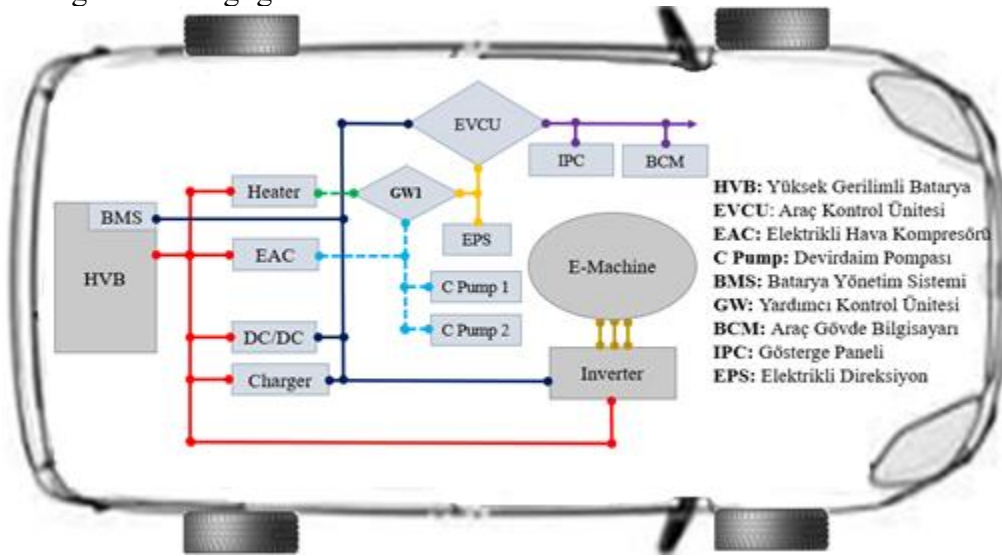 EVCU
IPC
BCM
Heater
GW1
BMS
EPS
EAC
HVB
E-Machine
C Pump 1
C Pump 2
DC/DC
Charger
Inverter
HVB: Yüksek Gerilimli Batarya
EVCU: Araç Kontrol Ünitesi
EAC: Elektrikli Hava Kompresörü
C Pump: Devirdaim Pompası
BMS: Batarya Yönetim Sistemi
GW: Yardımcı Kontrol Ünitesi
BCM: Araç Gövde Bilgisayarı
IPC: Gösterge Paneli
EPS: Elektrikli Direksiyon